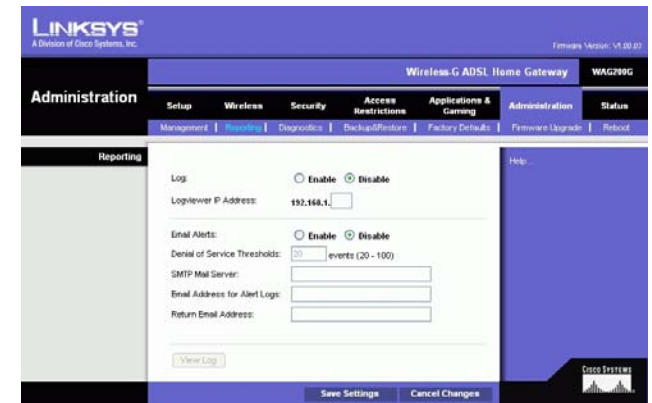 LINKSYS®
A Division of Cisco Systems, Inc.
Firmware Version: V1.00.03
Wireless-G ADSL Home Gateway WAG200G
Administration
Setup Wireless Security Access Restrictions Applications & Gaming Administration Status
Management | Reporting | Diagnostics | Backup&Restore | Factory Defaults | Firmware Upgrade | Reboot
Reporting
Help...
Log: Enable Disable
Logviewer IP Address: 192.168.1.
Email Alerts: Enable Disable
Denial of Service Thresholds: 20 events (20 - 100)
SMTP Mail Server:
Email Address for Alert Logs:
Return Email Address:
View Log
Save Settings Cancel Changes
CISCO SYSTEMS